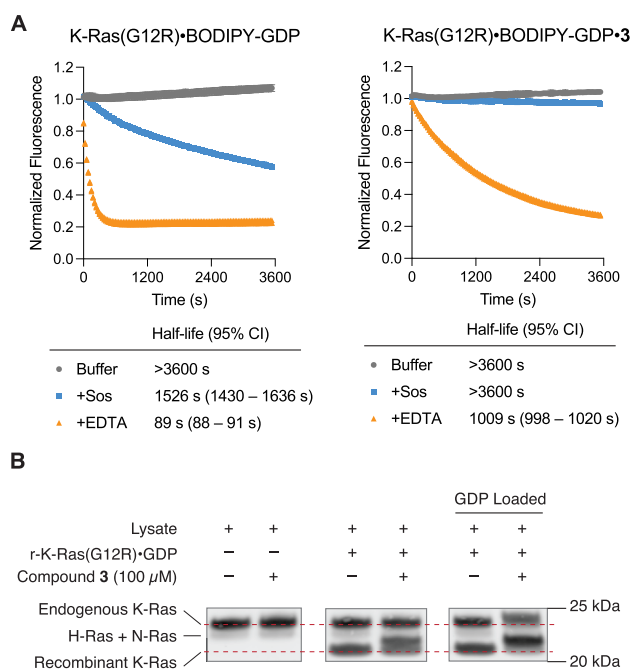 A
K-Ras(G12R)•BODIPY-GDP
K-Ras(G12R)•BODIPY-GDP•3
Normalized Fluorescence
1.2
1.0
0.8
0.6
0.4
0.2
0.0
0
1200
2400
3600
Time (s)
Normalized Fluorescence
1.2
1.0
0.8
0.6
0.4
0.2
0.0
0
1200
2400
3600
Time (s)
Half-life (95% CI)
Buffer >3600 s
+Sos 1526 s (1430 – 1636 s)
+EDTA 89 s (88 – 91 s)
Half-life (95% CI)
Buffer >3600 s
+Sos >3600 s
+EDTA 1009 s (998 – 1020 s)
B
GDP Loaded
Lysate + + + + + +
r-K-Ras(G12R)•GDP – – + + + +
Compound 3 (100 µM) – + – + – +
Endogenous K-Ras
H-Ras + N-Ras
Recombinant K-Ras
25 kDa
20 kDa